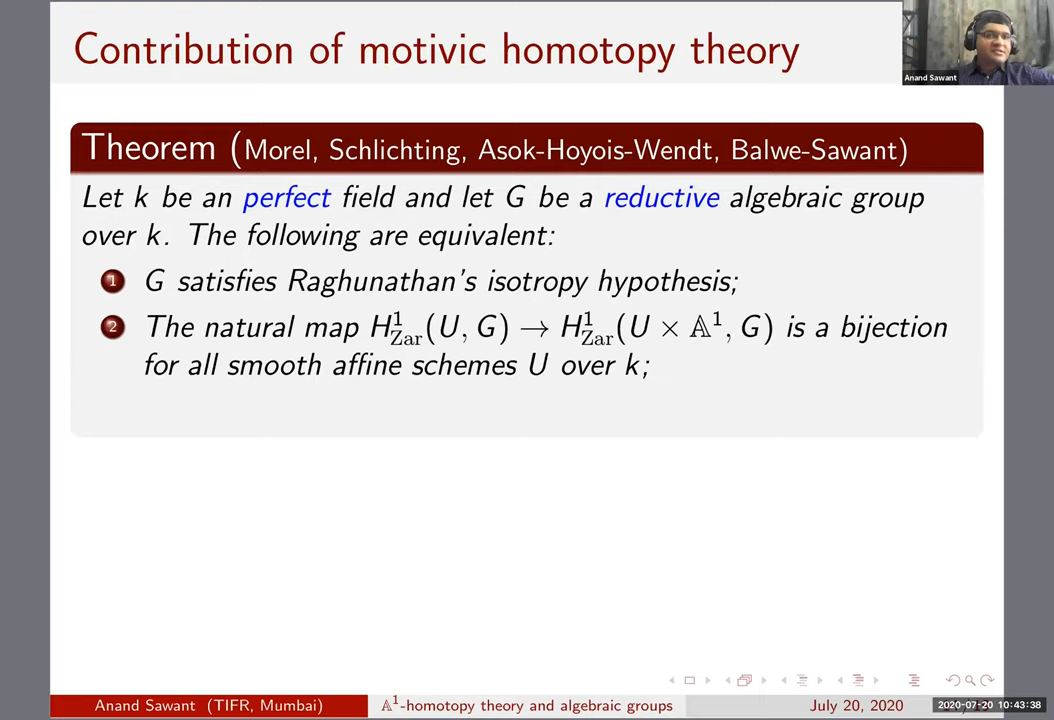 Contribution of motivic homotopy theory
Anand Sawant
Theorem (Morel, Schlichting, Asok-Hoyois-Wendt, Balwe-Sawant)
Let k be an perfect field and let G be a reductive algebraic group
over k. The following are equivalent:
1 G satisfies Raghunathan's isotropy hypothesis;
2 The natural map H¹_Zar(U, G) → H¹_Zar(U × 𝔸¹, G) is a bijection
for all smooth affine schemes U over k;
Anand Sawant (TIFR, Mumbai) 𝔸¹-homotopy theory and algebraic groups July 20, 2020
2020-07-20 10:43:38